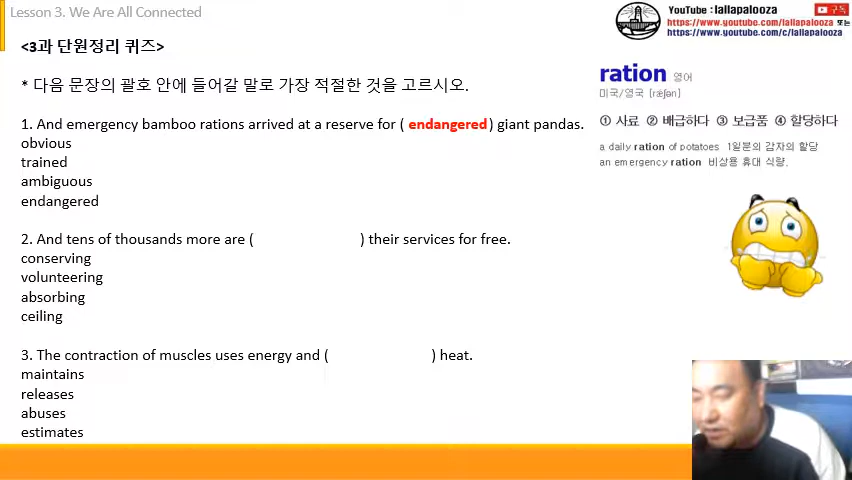 Lesson 3. We Are All Connected
YouTube : lallapalooza
구독
https://www.youtube.com/lallapalooza 또는
https://www.youtube.com/c/lallapalooza
<3과 단원정리 퀴즈>
* 다음 문장의 괄호 안에 들어갈 말로 가장 적절한 것을 고르시오.
1. And emergency bamboo rations arrived at a reserve for ( endangered) giant pandas.
obvious
trained
ambiguous
endangered
2. And tens of thousands more are ( ) their services for free.
conserving
volunteering
absorbing
ceiling
3. The contraction of muscles uses energy and ( ) heat.
maintains
releases
abuses
estimates
ration 영어
미국/영국 [ræʃən]
① 사료 ② 배급하다 ③ 보급품 ④ 할당하다
a daily ration of potatoes 1일분의 감자의 할당
an emergency ration 비상용 휴대 식량.